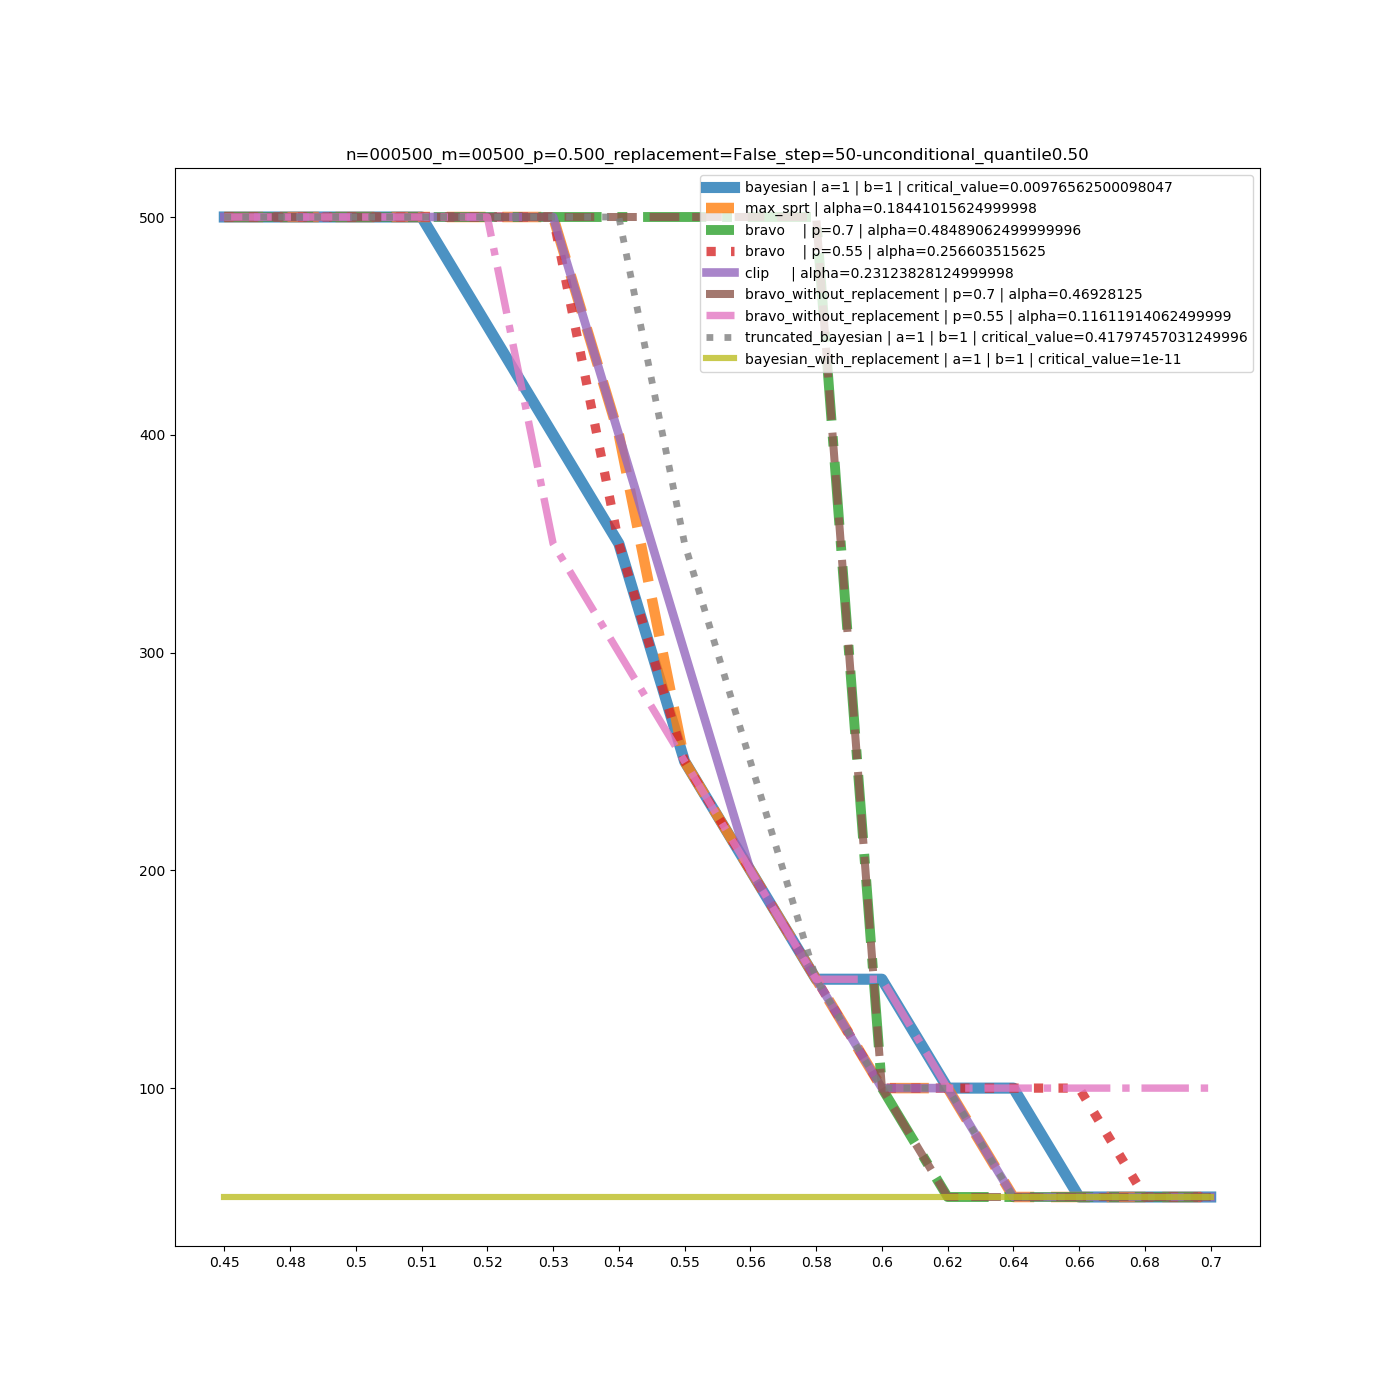 n=000500_m=00500_p=0.500_replacement=False_step=50-unconditional_quantile0.50
bayesian | a=1 | b=1 | critical_value=0.00976562500098047
max_sprt | alpha=0.18441015624999998
bravo | p=0.7 | alpha=0.48489062499999996
bravo | p=0.55 | alpha=0.256603515625
clip | alpha=0.23123828124999998
bravo_without_replacement | p=0.7 | alpha=0.46928125
bravo_without_replacement | p=0.55 | alpha=0.11611914062499999
truncated_bayesian | a=1 | b=1 | critical_value=0.41797457031249996
bayesian_with_replacement | a=1 | b=1 | critical_value=1e-11
500
400
300
200
100
0.45 0.48 0.5 0.51 0.52 0.53 0.54 0.55 0.56 0.58 0.6 0.62 0.64 0.66 0.68 0.7